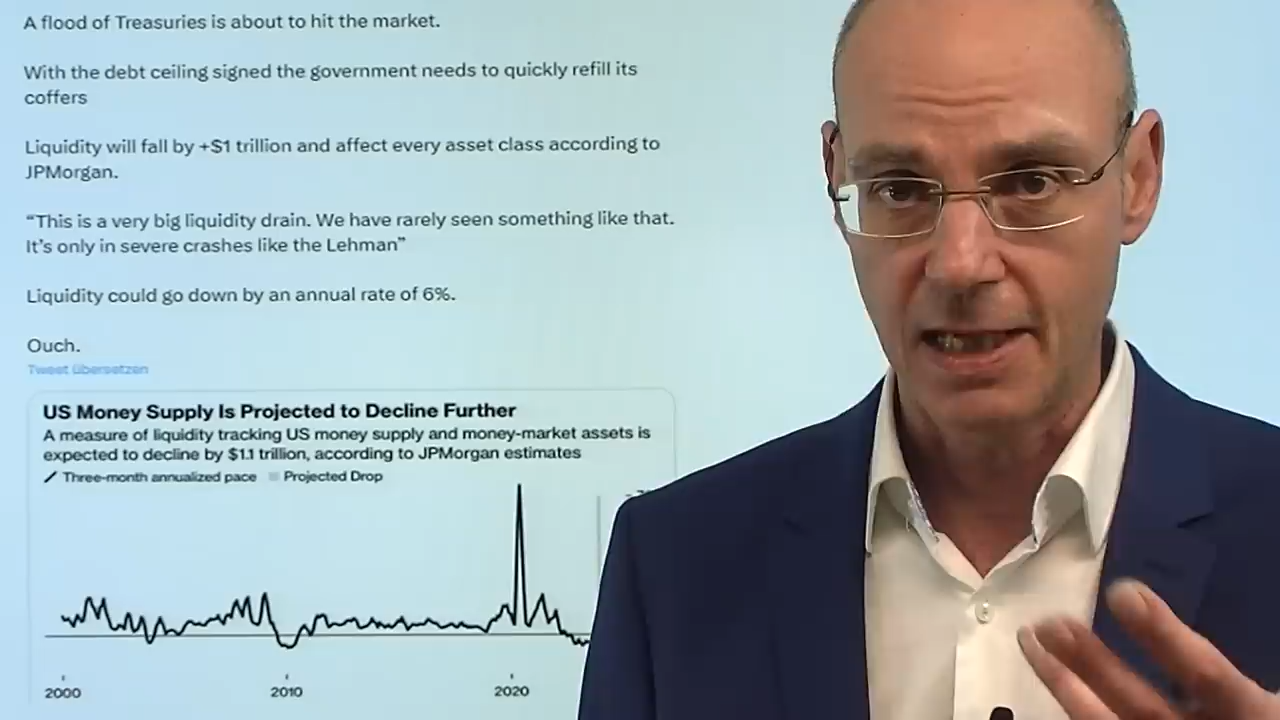 A flood of Treasuries is about to hit the market.
With the debt ceiling signed the government needs to quickly refill its
coffers
Liquidity will fall by +$1 trillion and affect every asset class according to
JPMorgan.
“This is a very big liquidity drain. We have rarely seen something like that.
It’s only in severe crashes like the Lehman”
Liquidity could go down by an annual rate of 6%.
Ouch.
Tweet übersetzen
US Money Supply Is Projected to Decline Further
A measure of liquidity tracking US money supply and money-market assets is
expected to decline by $1.1 trillion, according to JPMorgan estimates
Three-month annualized pace Projected Drop
2000 2010 2020